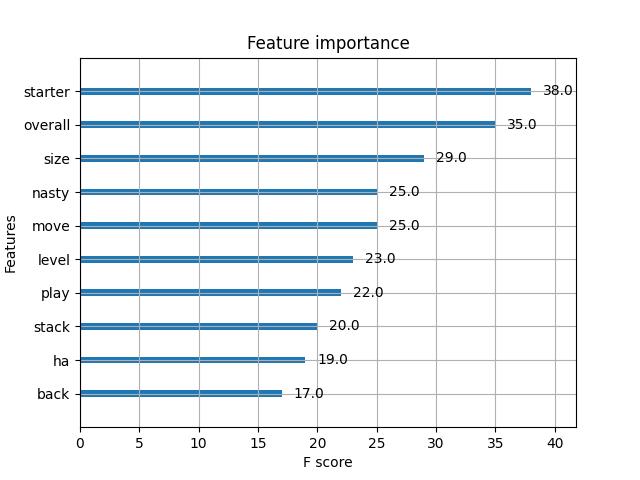 Feature importance
Features
starter 38.0
overall 35.0
size 29.0
nasty 25.0
move 25.0
level 23.0
play 22.0
stack 20.0
ha 19.0
back 17.0
0 5 10 15 20 25 30 35 40
F score